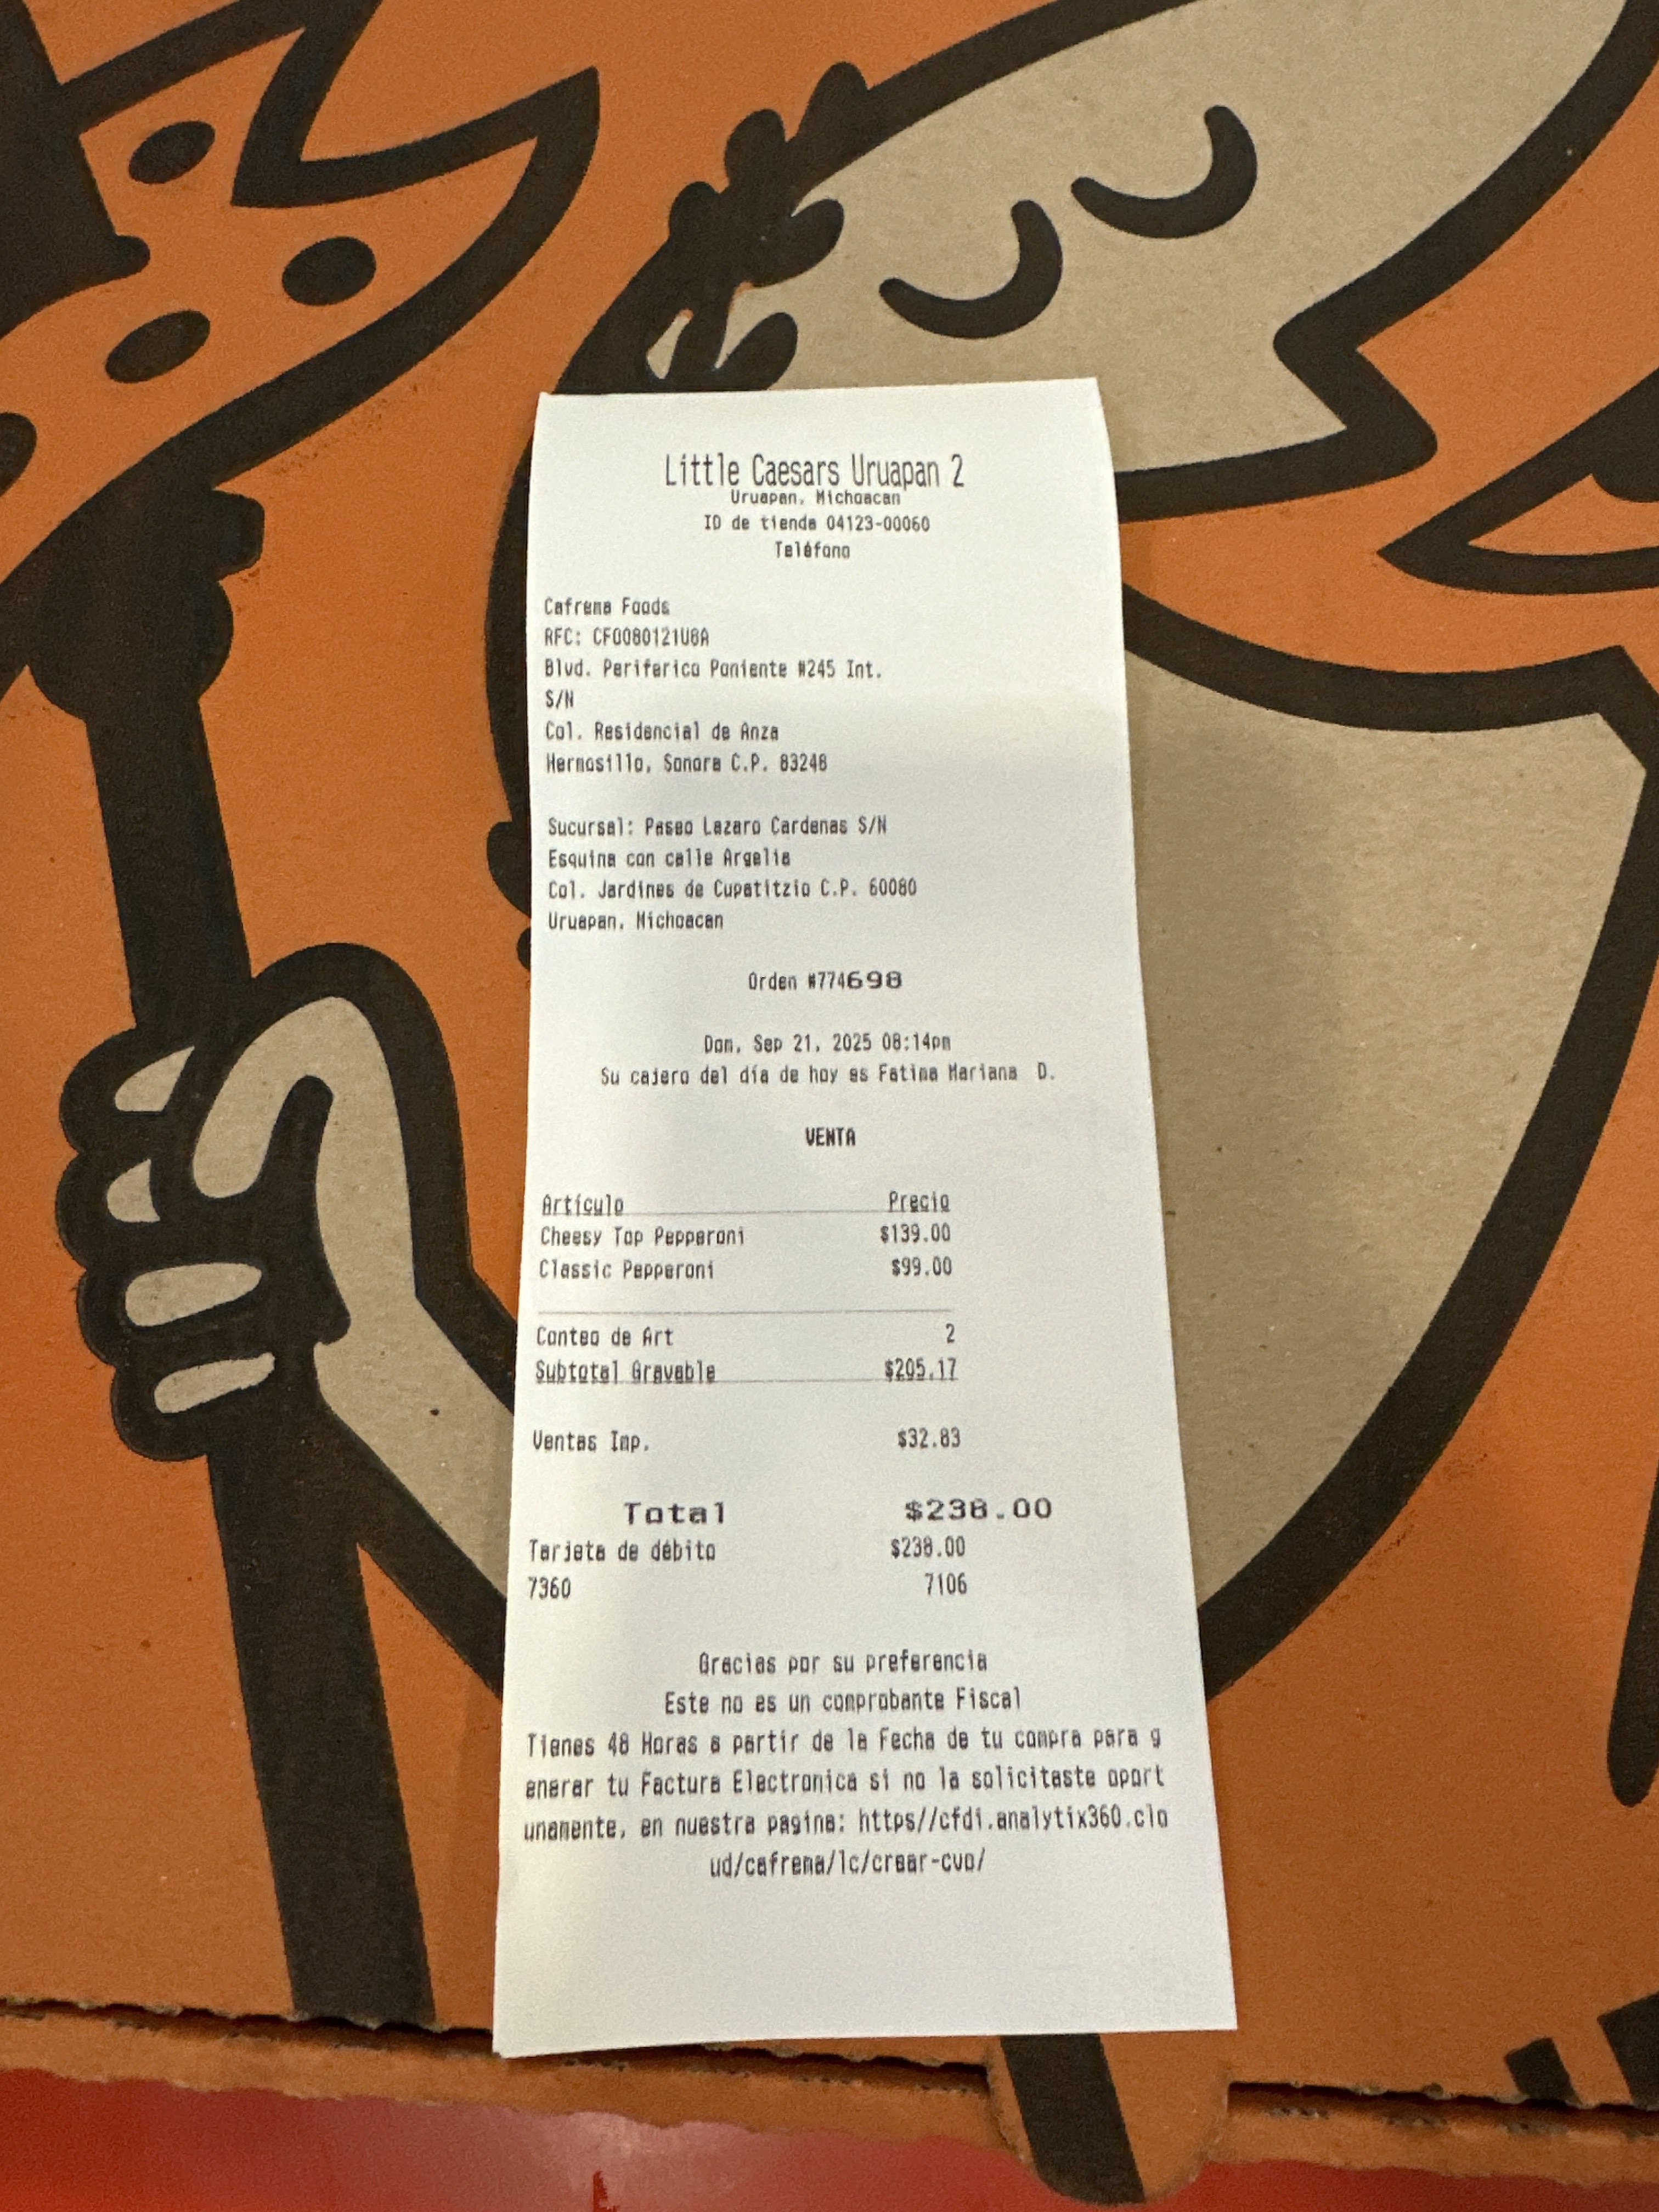 Little Caesars Uruapan 2
Uruapan, Michoacan
ID de tienda 04123-00060
Teléfono
Cafrema Foods
RFC: CFO080121U8A
Blvd. Periferico Poniente #245 Int.
S/N
Col. Residencial de Anza
Hermosillo, Sonora C.P. 83248
Sucursal: Paseo Lazaro Cardenas S/N
Esquina con calle Argelia
Col. Jardines de Cupatitzio C.P. 60080
Uruapan, Michoacan
Orden #774698
Dom, Sep 21, 2025 08:14pm
Su cajero del día de hoy es Fatima Mariana D.
VENTA
Artículo Precio
Cheesy Top Pepperoni $139.00
Classic Pepperoni $99.00
Conteo de Art 2
Subtotal Gravable $205.17
Ventas Imp. $32.83
Total $238.00
Tarjeta de débito $238.00
7360 7106
Gracias por su preferencia
Este no es un comprobante Fiscal
Tienes 48 Horas a partir de la Fecha de tu compra para g
enerar tu Factura Electronica si no la solicitaste oport
unamente, en nuestra pagina: https//cfdi.analytix360.clo
ud/cafrema/lc/crear-cvo/